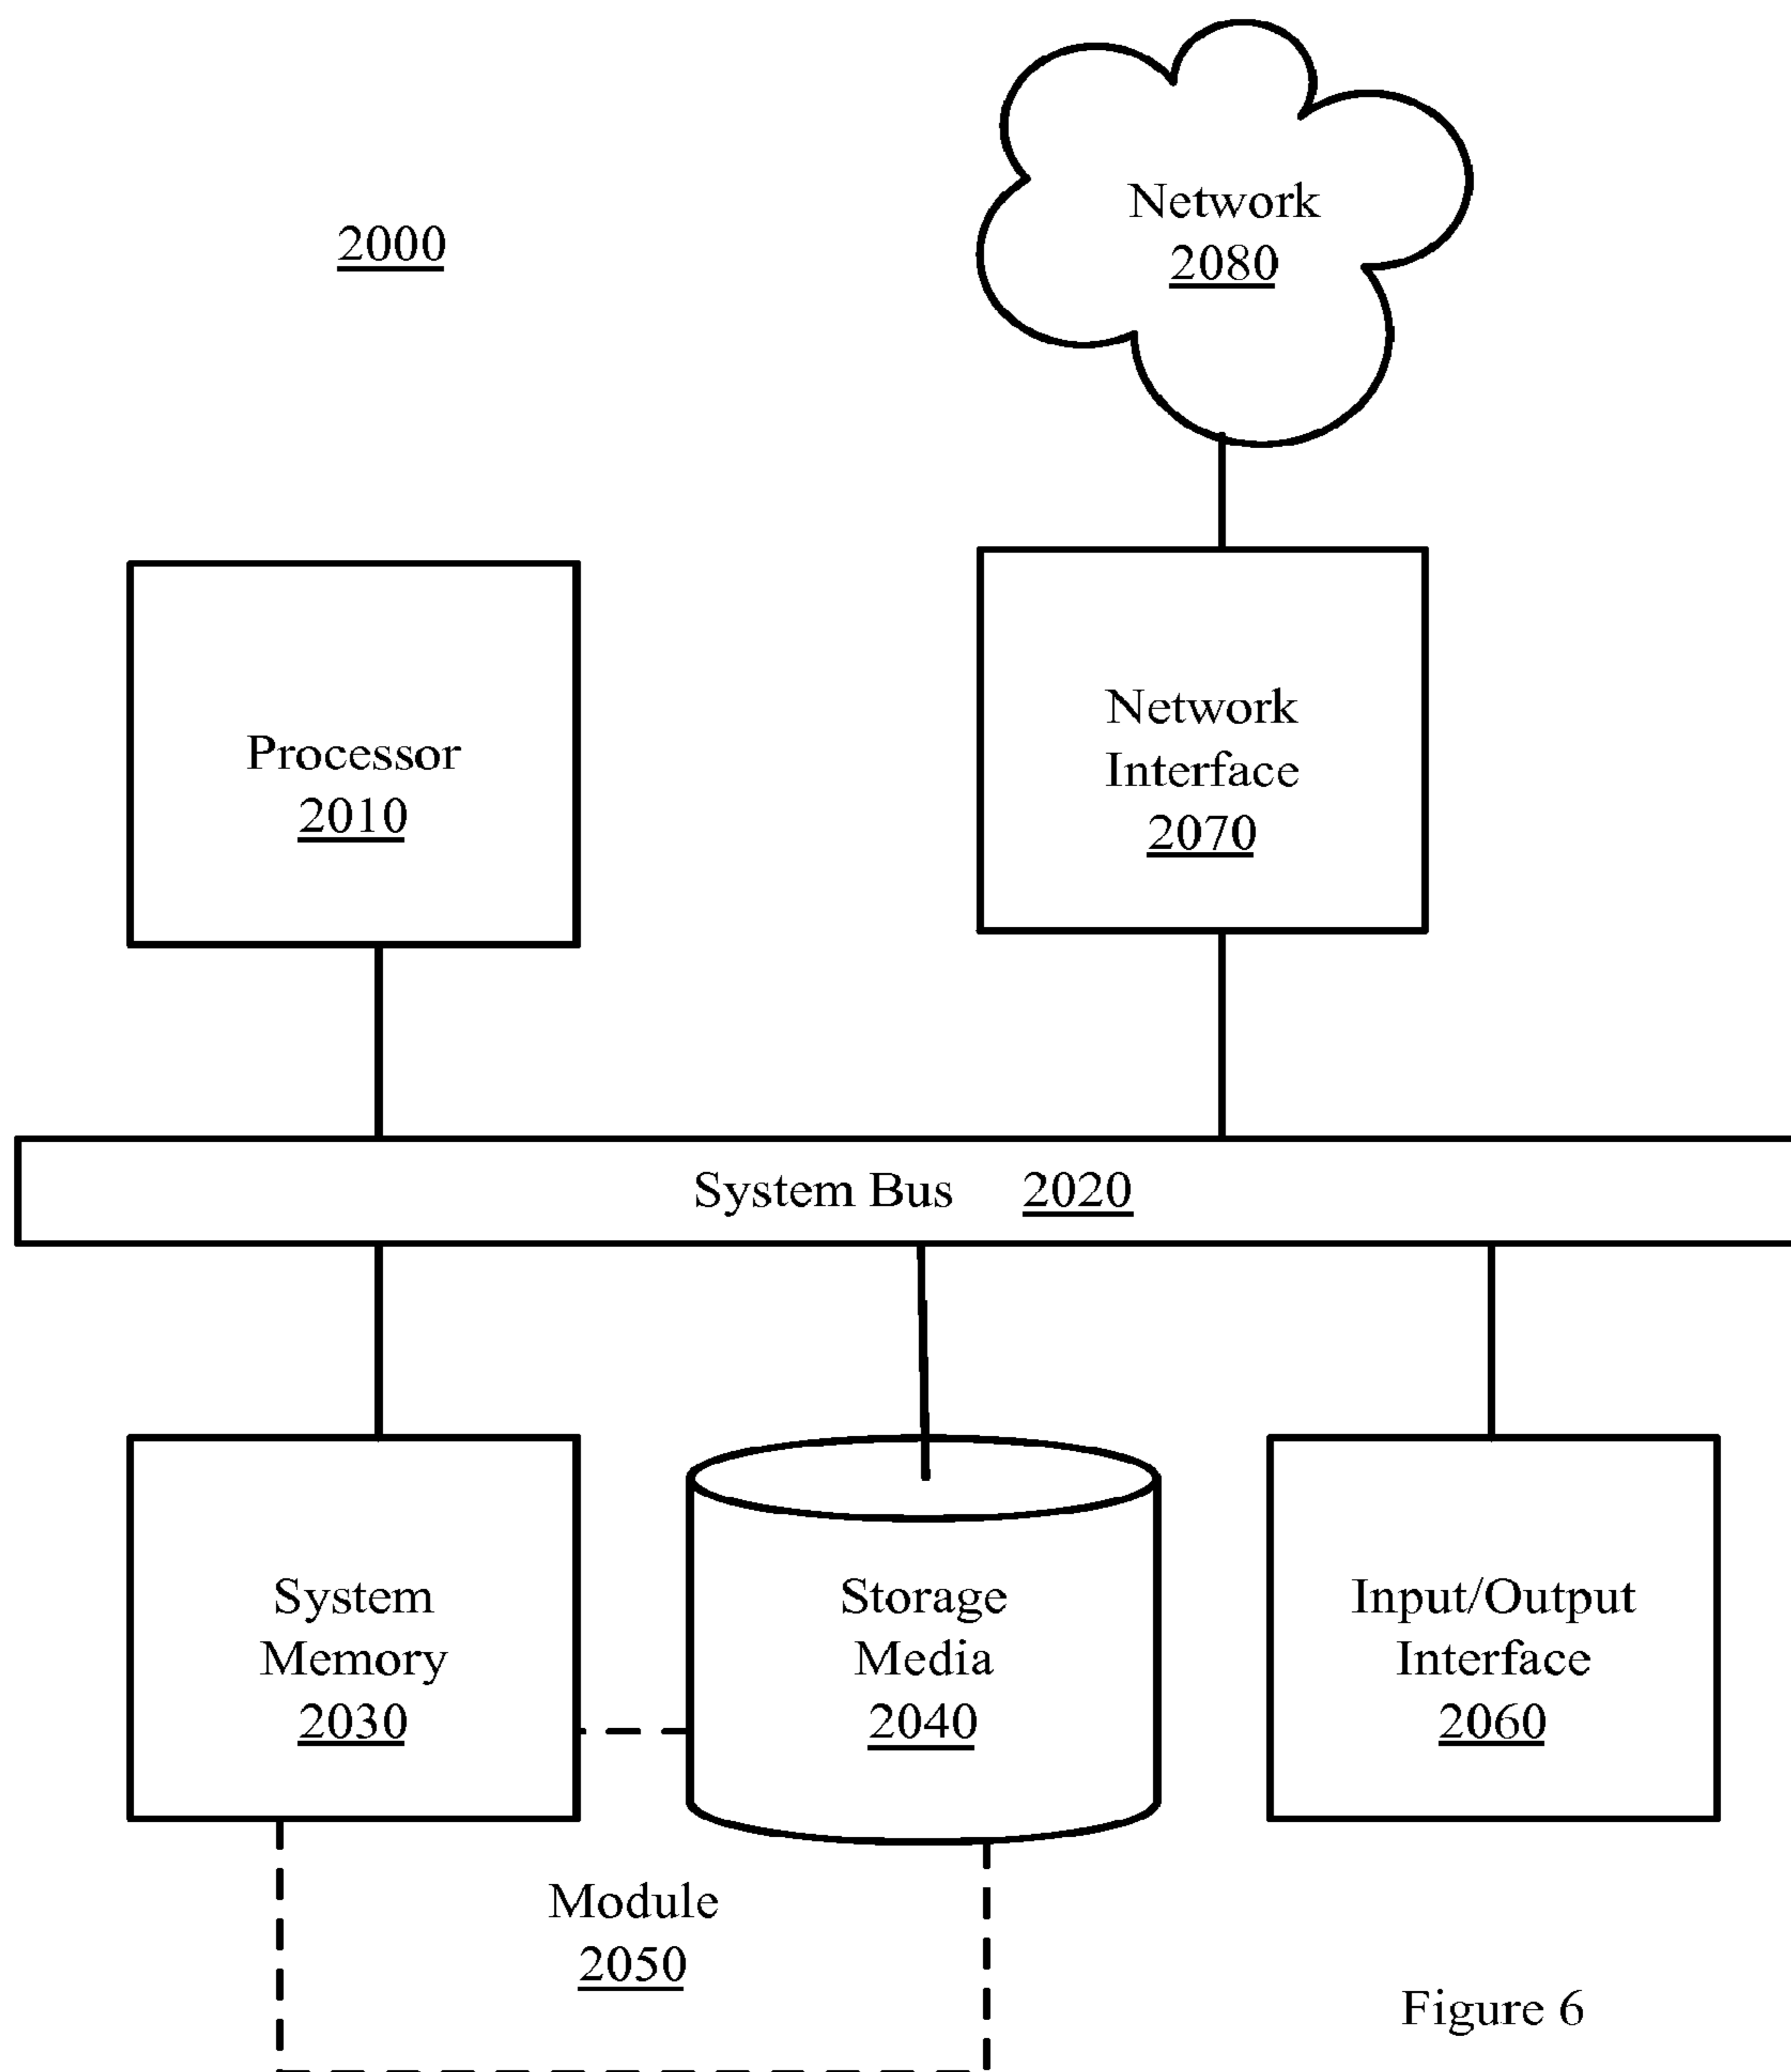 Network
2080
2000
Network
Interface
2070
Processor
2010
System Bus 2020
System
Memory
2030
Storage
Media
2040
Input/Output
Interface
2060
Module
2050
Figure 6